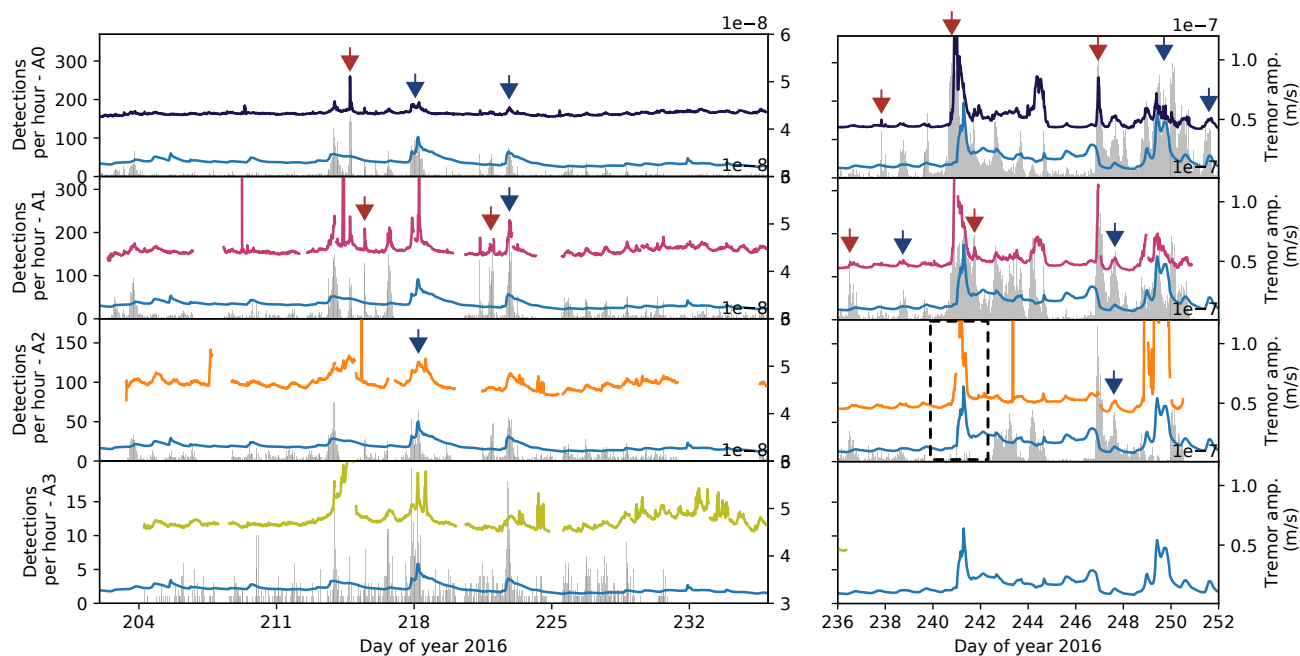 1e−8
1e−7
Detections
per hour - A0
300
200
100
0
6
5
4
3
1.0
0.5
Tremor amp.
(m/s)
1e−8
1e−7
Detections
per hour - A1
300
200
100
0
6
5
4
3
1.0
0.5
Tremor amp.
(m/s)
1e−8
1e−7
Detections
per hour - A2
150
100
50
0
6
5
4
3
1.0
0.5
Tremor amp.
(m/s)
1e−8
1e−7
Detections
per hour - A3
15
10
5
0
6
5
4
3
1.0
0.5
Tremor amp.
(m/s)
204 211 218 225 232
236 238 240 242 244 246 248 250 252
Day of year 2016
Day of year 2016